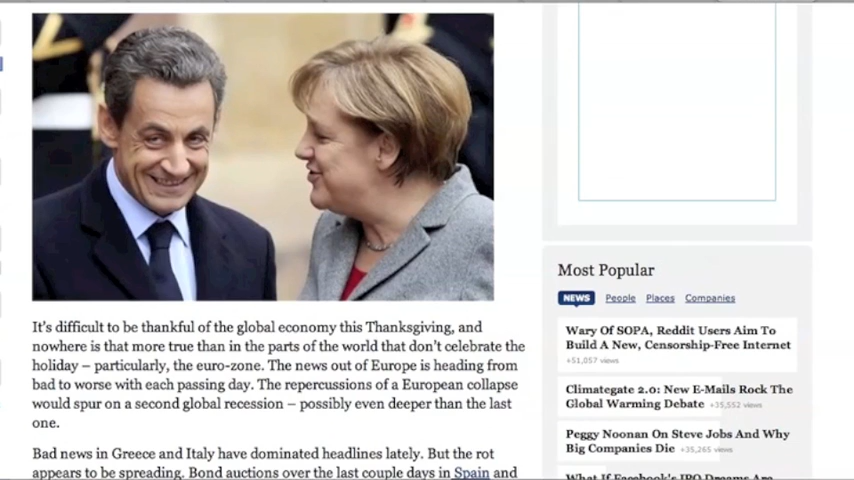 It's difficult to be thankful of the global economy this Thanksgiving, and
nowhere is that more true than in the parts of the world that don't celebrate the
holiday – particularly, the euro-zone. The news out of Europe is heading from
bad to worse with each passing day. The repercussions of a European collapse
would spur on a second global recession – possibly even deeper than the last
one.
Bad news in Greece and Italy have dominated headlines lately. But the rot
appears to be spreading. Bond auctions over the last couple days in Spain and
Most Popular
NEWS People Places Companies
Wary Of SOPA, Reddit Users Aim To
Build A New, Censorship-Free Internet
+51,057 views
Climategate 2.0: New E-Mails Rock The
Global Warming Debate +35,552 views
Peggy Noonan On Steve Jobs And Why
Big Companies Die +35,265 views
What If Facebook's IPO Dreams Are